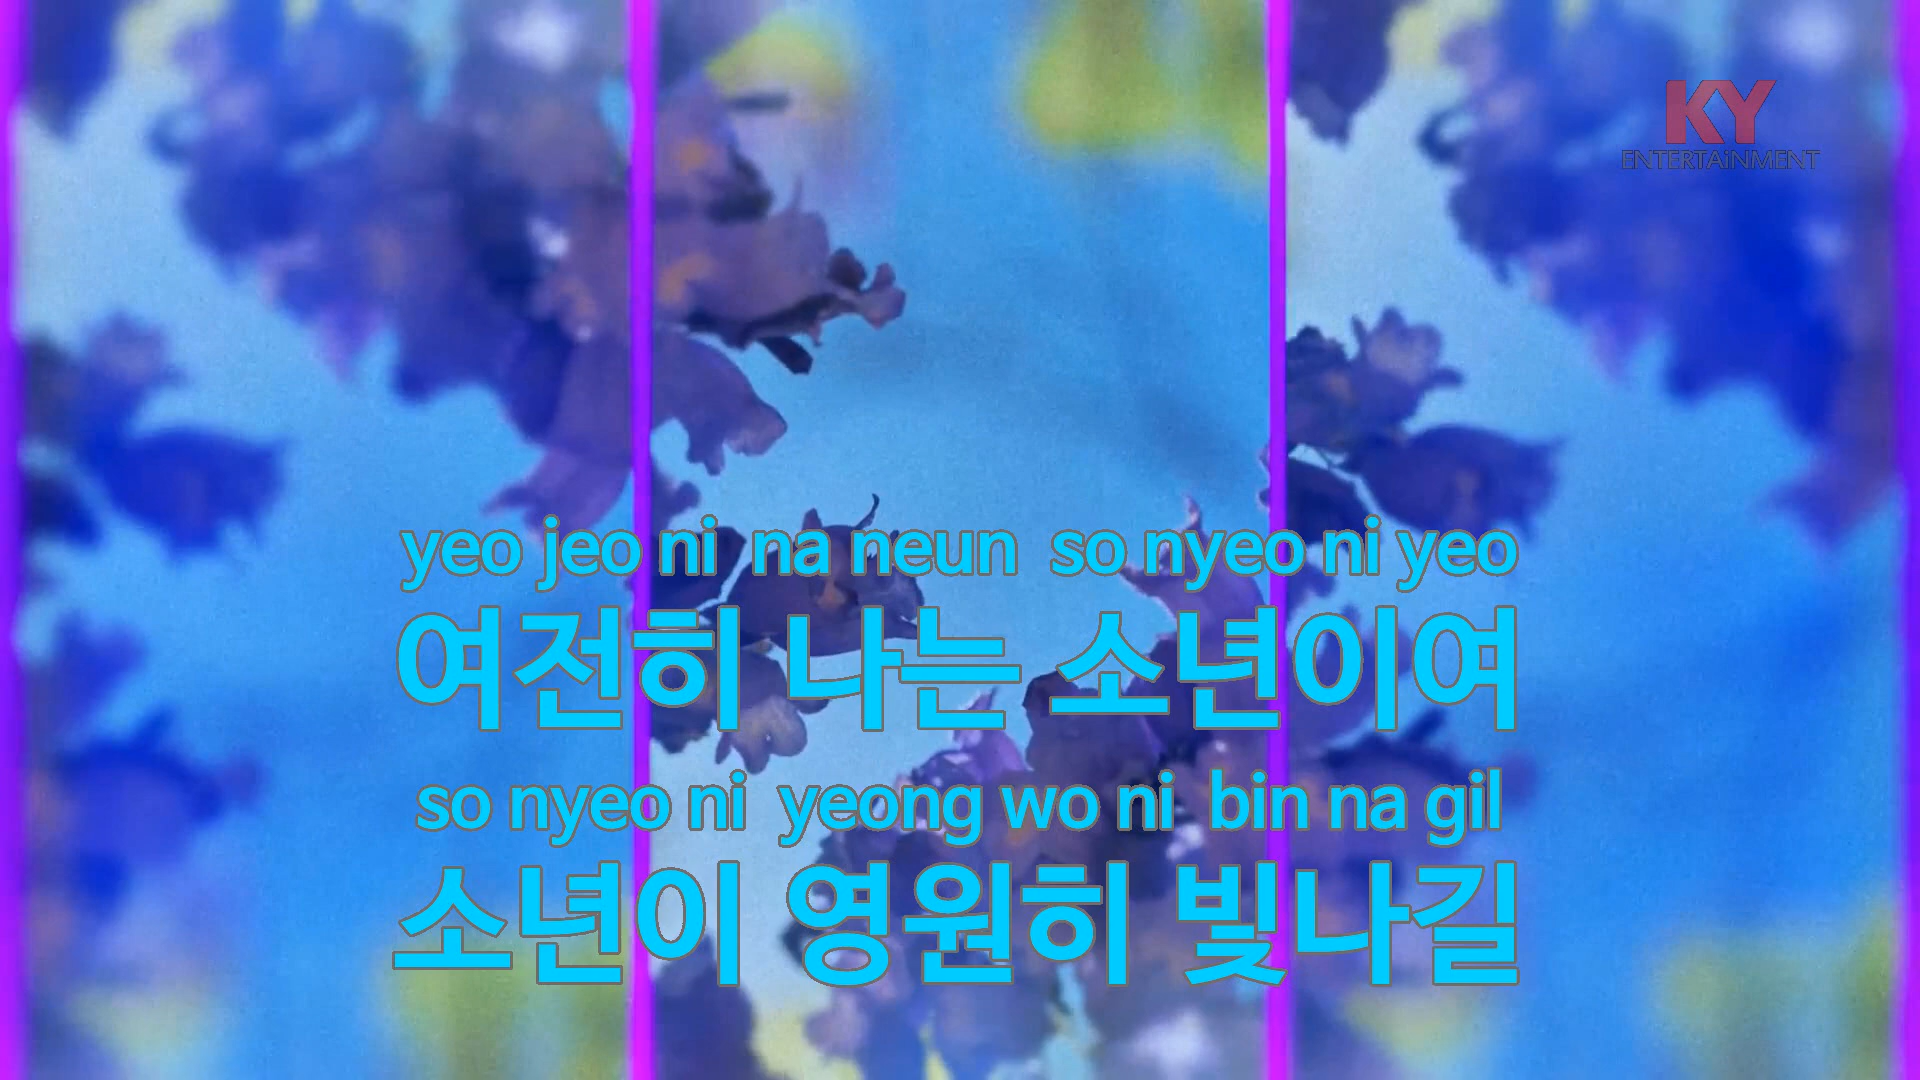 KY
ENTERTAiNMENT
yeo jeo ni na neun so nyeo ni yeo
여전히 나는 소년이여
so nyeo ni yeong wo ni bin na gil
소년이 영원히 빛나길